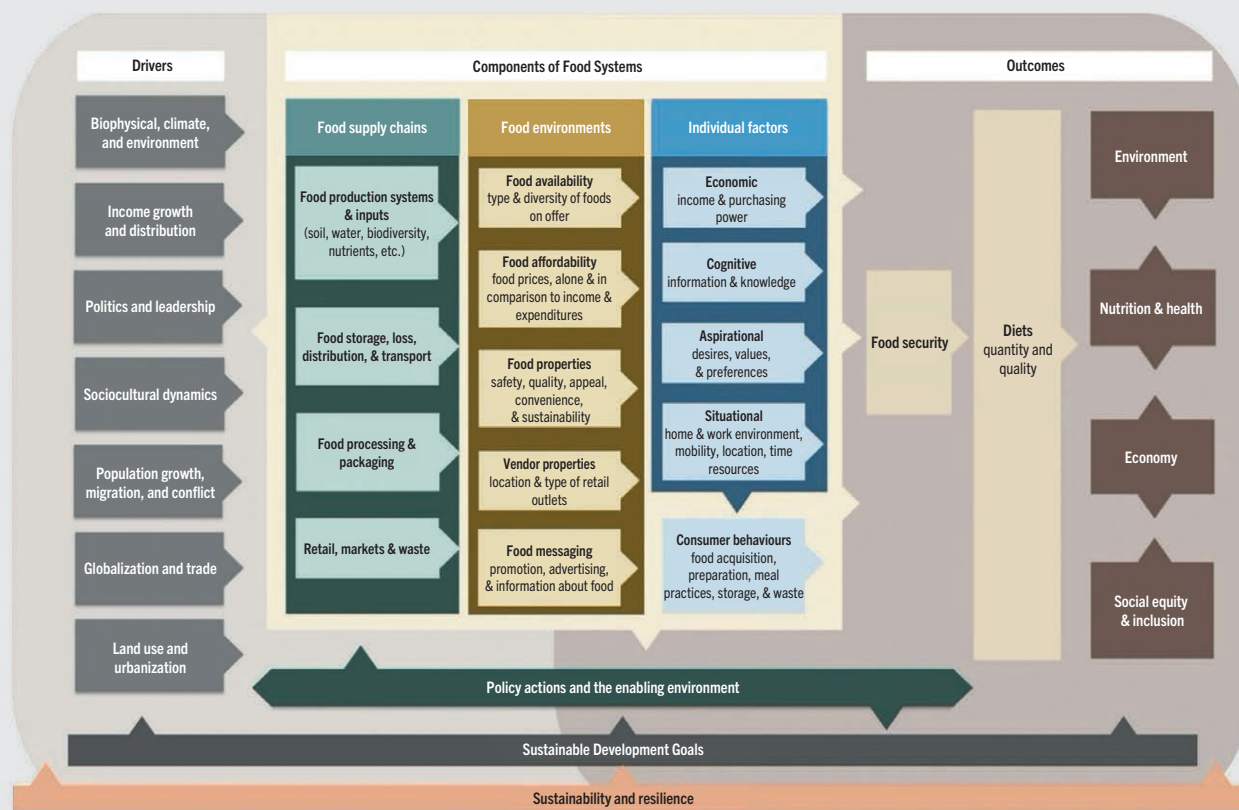 Drivers
Biophysical, climate,
and environment
Income growth
and distribution
Politics and leadership
Sociocultural dynamics
Population growth,
migration, and conflict
Globalization and trade
Land use and
urbanization
Components of Food Systems
Food supply chains
Food production systems
& inputs
(soil, water, biodiversity,
nutrients, etc.)
Food storage, loss,
distribution, & transport
Food processing &
packaging
Retail, markets & waste
Food environments
Food availability
type & diversity of foods
on offer
Food affordability
food prices, alone & in
comparison to income &
expenditures
Food properties
safety, quality, appeal,
convenience,
& sustainability
Vendor properties
location & type of retail
outlets
Food messaging
promotion, advertising,
& information about food
Individual factors
Economic
income & purchasing
power
Cognitive
information & knowledge
Aspirational
desires, values,
& preferences
Situational
home & work environment,
mobility, location, time
resources
Consumer behaviours
food acquisition,
preparation, meal
practices, storage, & waste
Outcomes
Food security
Diets
quantity and
quality
Environment
Nutrition & health
Economy
Social equity
& inclusion
Policy actions and the enabling environment
Sustainable Development Goals
Sustainability and resilience